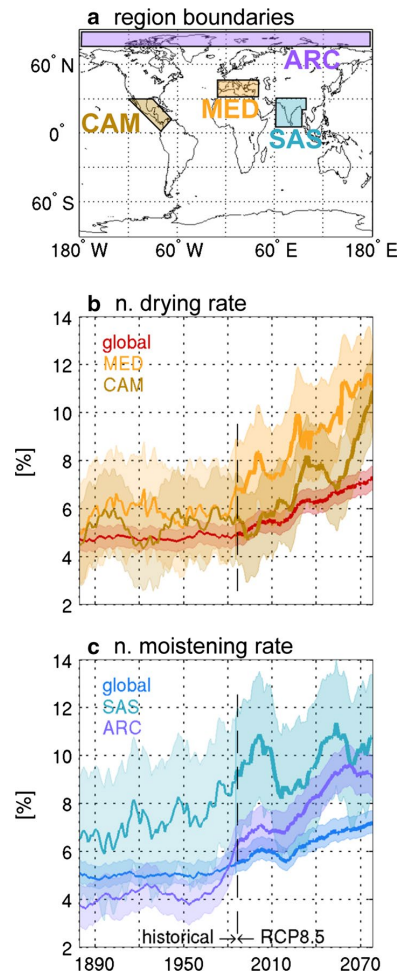 a region boundaries
60° N
ARC
MED
CAM
0°
SAS
60° S
180° W
60° W
60° E
180° E
b n. drying rate
14
global
MED
12
CAM
10
[%]
8
6
4
2
c n. moistening rate
14
global
SAS
12
ARC
10
[%]
8
6
4
historical → ← RCP8.5
2
1890
1950
2010
2070